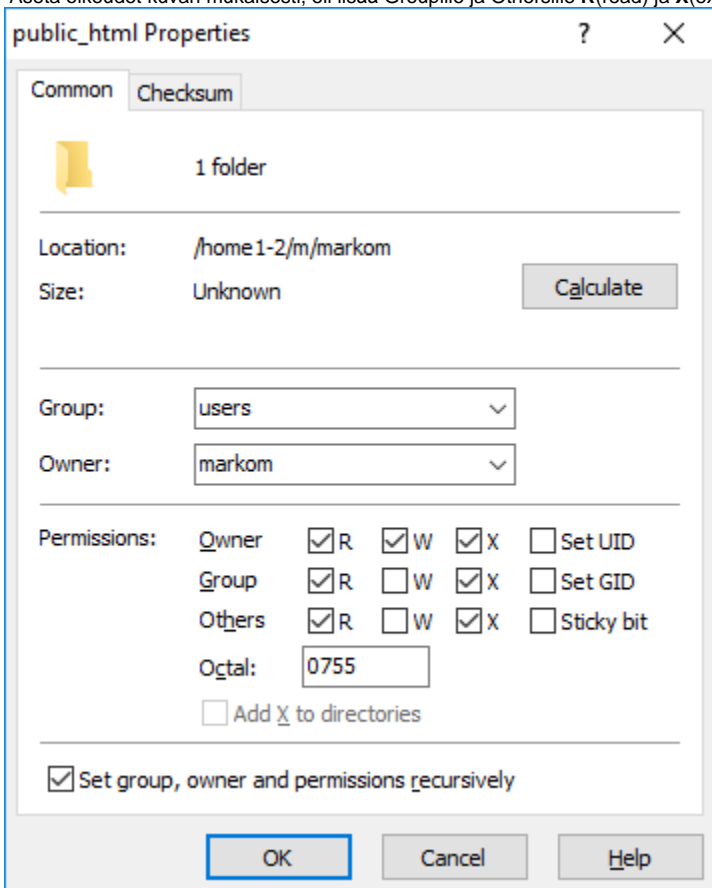 public_html Properties ? ×
Common Checksum
1 folder
Location: /home1-2/m/markom
Size: Unknown Calculate
Group: users
Owner: markom
Permissions: Owner R W X Set UID
Group R W X Set GID
Others R W X Sticky bit
Octal: 0755
Add X to directories
Set group, owner and permissions recursively
OK Cancel Help